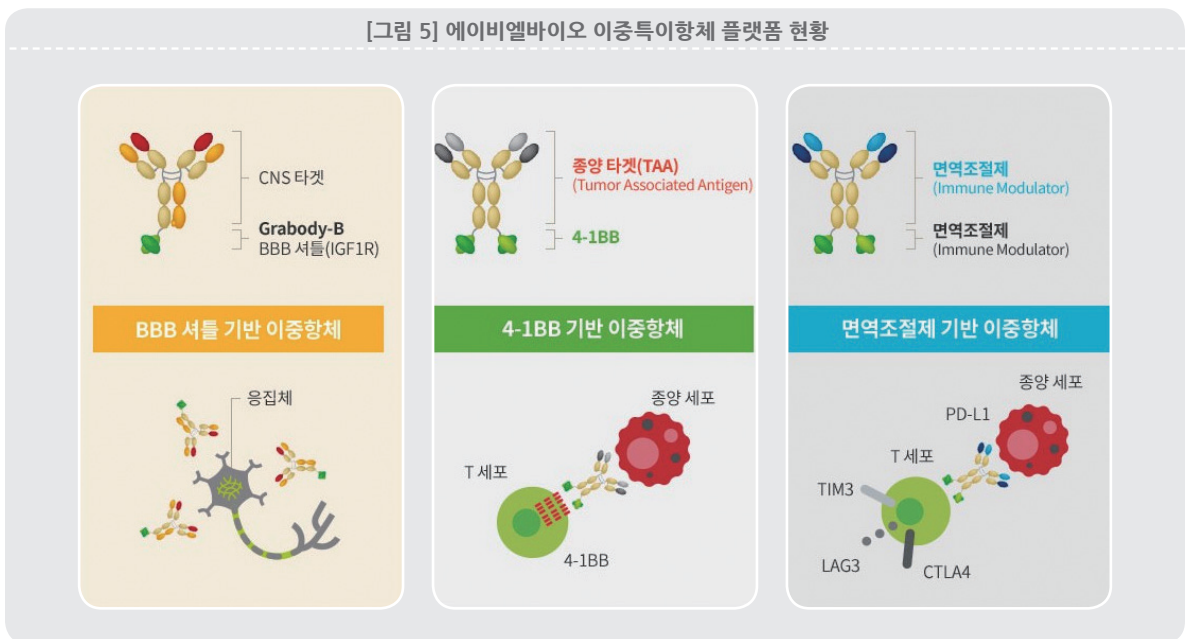 [그림 5] 에이비엘바이오 이중특이항체 플랫폼 현황
CNS 타겟
Grabody-B
BBB 셔틀(IGF1R)
BBB 셔틀 기반 이중항체
응집체
종양 타겟(TAA)
(Tumor Associated Antigen)
4-1BB
4-1BB 기반 이중항체
종양 세포
T 세포
4-1BB
면역조절제
(Immune Modulator)
면역조절제
(Immune Modulator)
면역조절제 기반 이중항체
종양 세포
PD-L1
T 세포
TIM3
LAG3
CTLA4